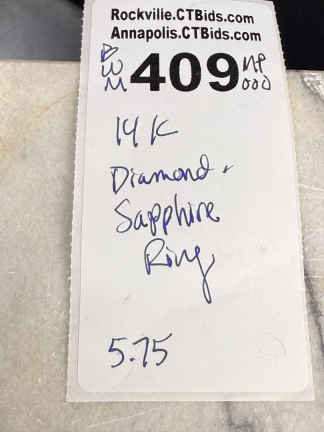 Rockville.CTBids.com
Annapolis.CTBids.com
409
14K
Diamond &
Sapphire
Ring
5.75